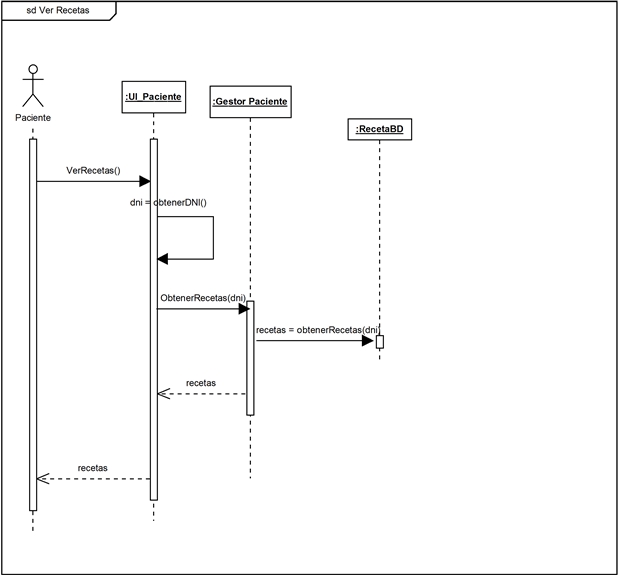 sd Ver Recetas
:UI_Paciente
:Gestor Paciente
Paciente
:RecetaBD
VerRecetas()
dni = obtenerDNI()
ObtenerRecetas(dni)
recetas = obtenerRecetas(dni)
recetas
recetas